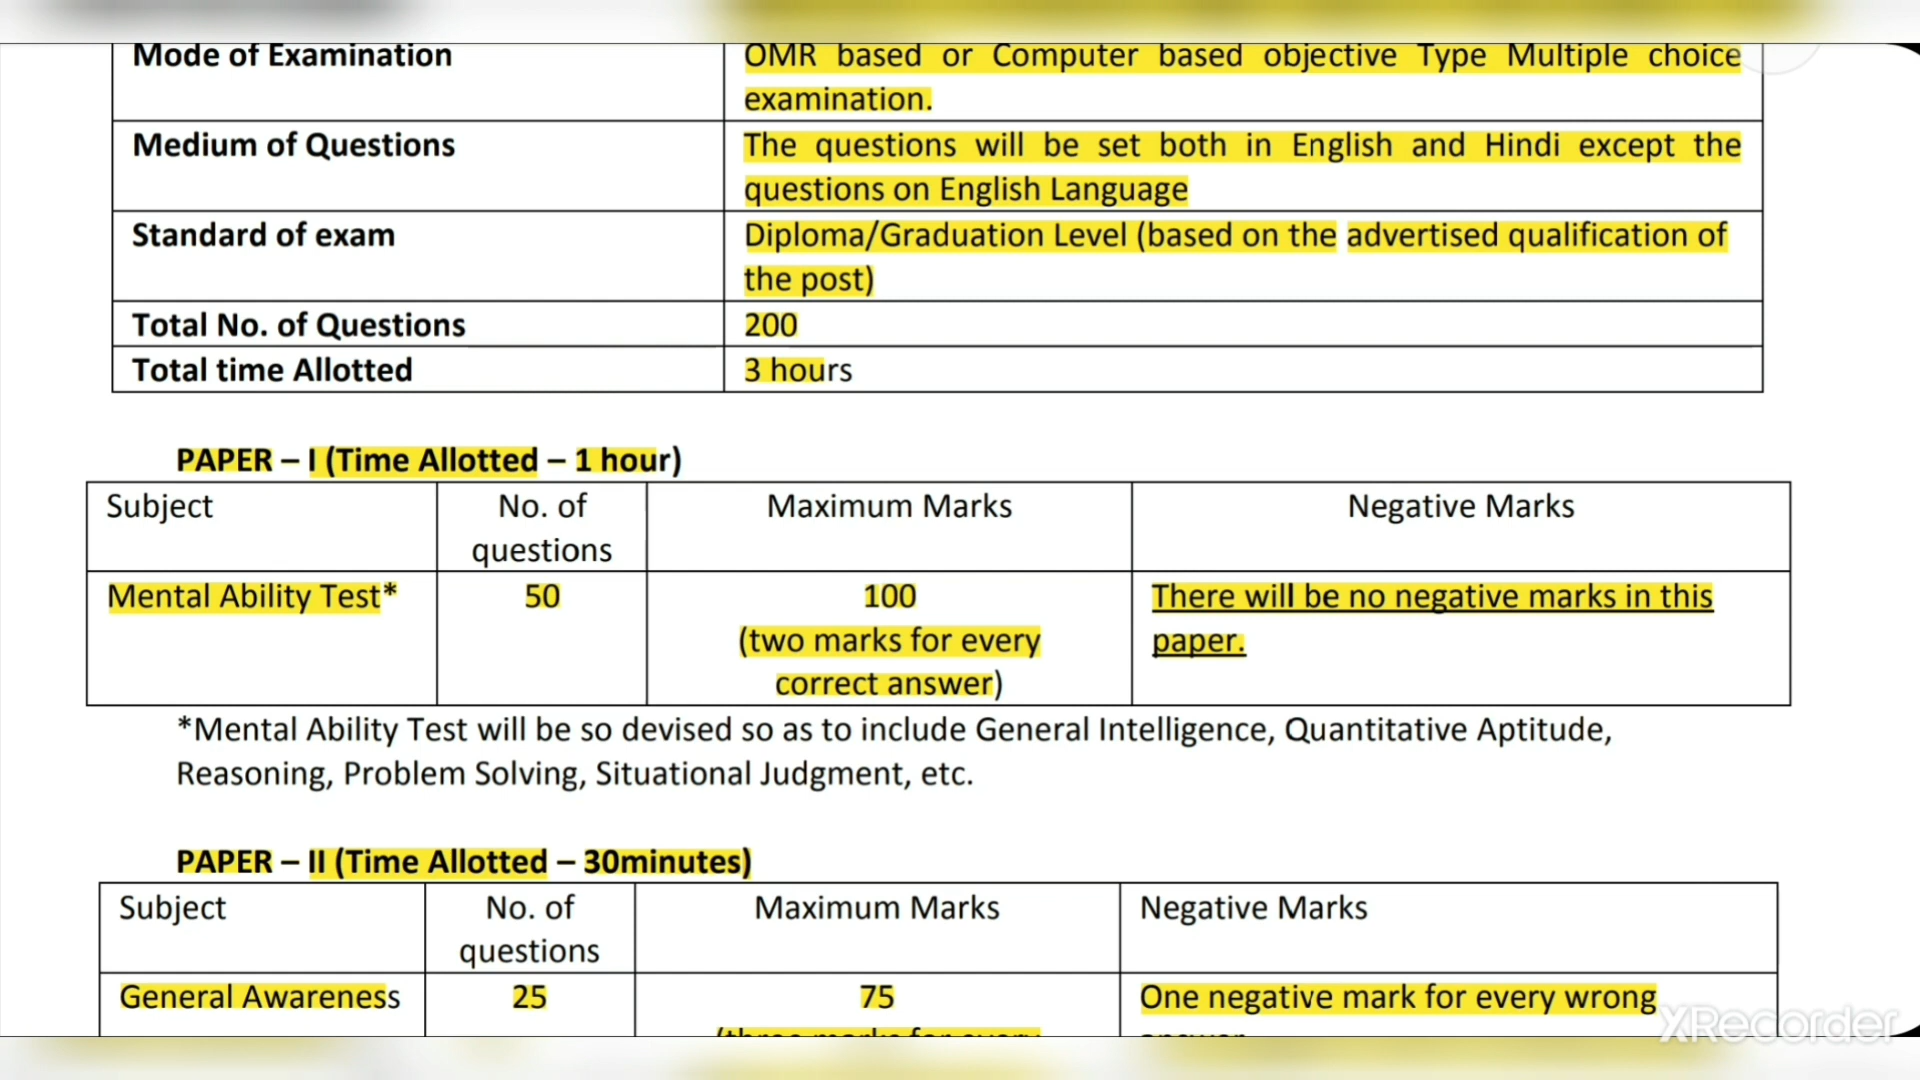 Mode of Examination
OMR based or Computer based objective Type Multiple choice
examination.
Medium of Questions
The questions will be set both in English and Hindi except the
questions on English Language
Standard of exam
Diploma/Graduation Level (based on the advertised qualification of
the post)
Total No. of Questions
200
Total time Allotted
3 hours
PAPER – I (Time Allotted – 1 hour)
Subject
No. of
questions
Maximum Marks
Negative Marks
Mental Ability Test*
50
100
(two marks for every
correct answer)
There will be no negative marks in this
paper.
*Mental Ability Test will be so devised so as to include General Intelligence, Quantitative Aptitude,
Reasoning, Problem Solving, Situational Judgment, etc.
PAPER – II (Time Allotted – 30minutes)
Subject
No. of
questions
Maximum Marks
Negative Marks
General Awareness
25
75
(three marks for every
One negative mark for every wrong
answer
XRecorder